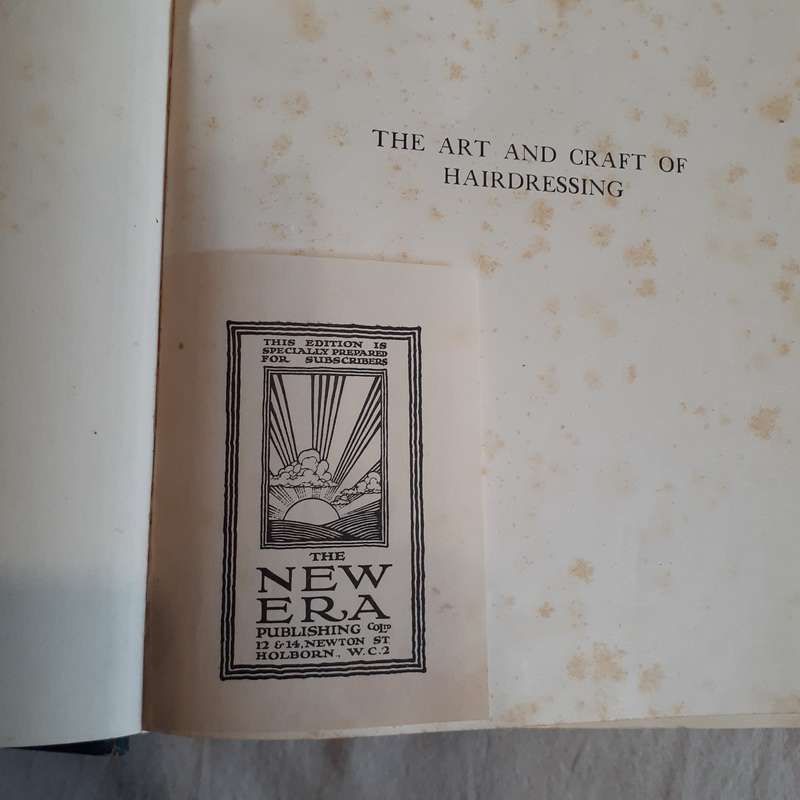 THE ART AND CRAFT OF
HAIRDRESSING
THIS EDITION IS
SPECIALLY PREPARED
FOR SUBSCRIBERS
THE
NEW
ERA
PUBLISHING CO LTD
12 & 14, NEWTON ST.
HOLBORN., W.C.2